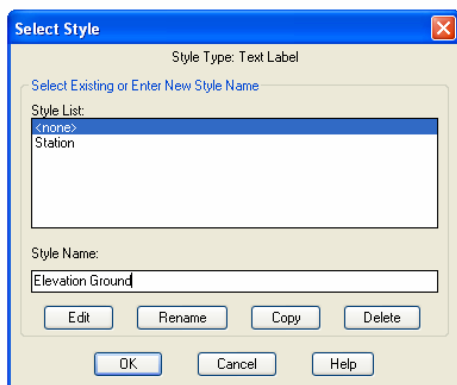 Select Style
Style Type: Text Label
Select Existing or Enter New Style Name
Style List:
<none>
Station
Style Name:
Elevation Ground
Edit Rename Copy Delete
OK Cancel Help